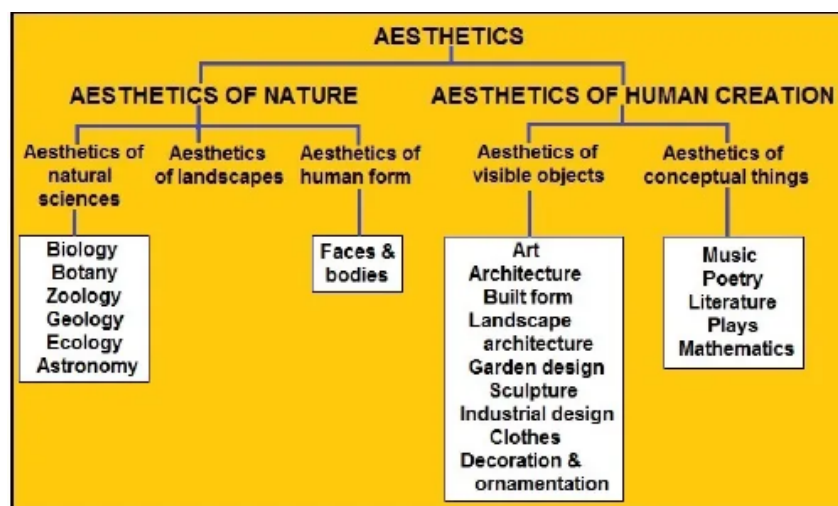 AESTHETICS
AESTHETICS OF NATURE
AESTHETICS OF HUMAN CREATION
Aesthetics of
natural
sciences
Aesthetics
of landscapes
Aesthetics of
human form
Aesthetics of
visible objects
Aesthetics of
conceptual things
Biology
Botany
Zoology
Geology
Ecology
Astronomy
Faces &
bodies
Art
Architecture
Built form
Landscape
architecture
Garden design
Sculpture
Industrial design
Clothes
Decoration &
ornamentation
Music
Poetry
Literature
Plays
Mathematics